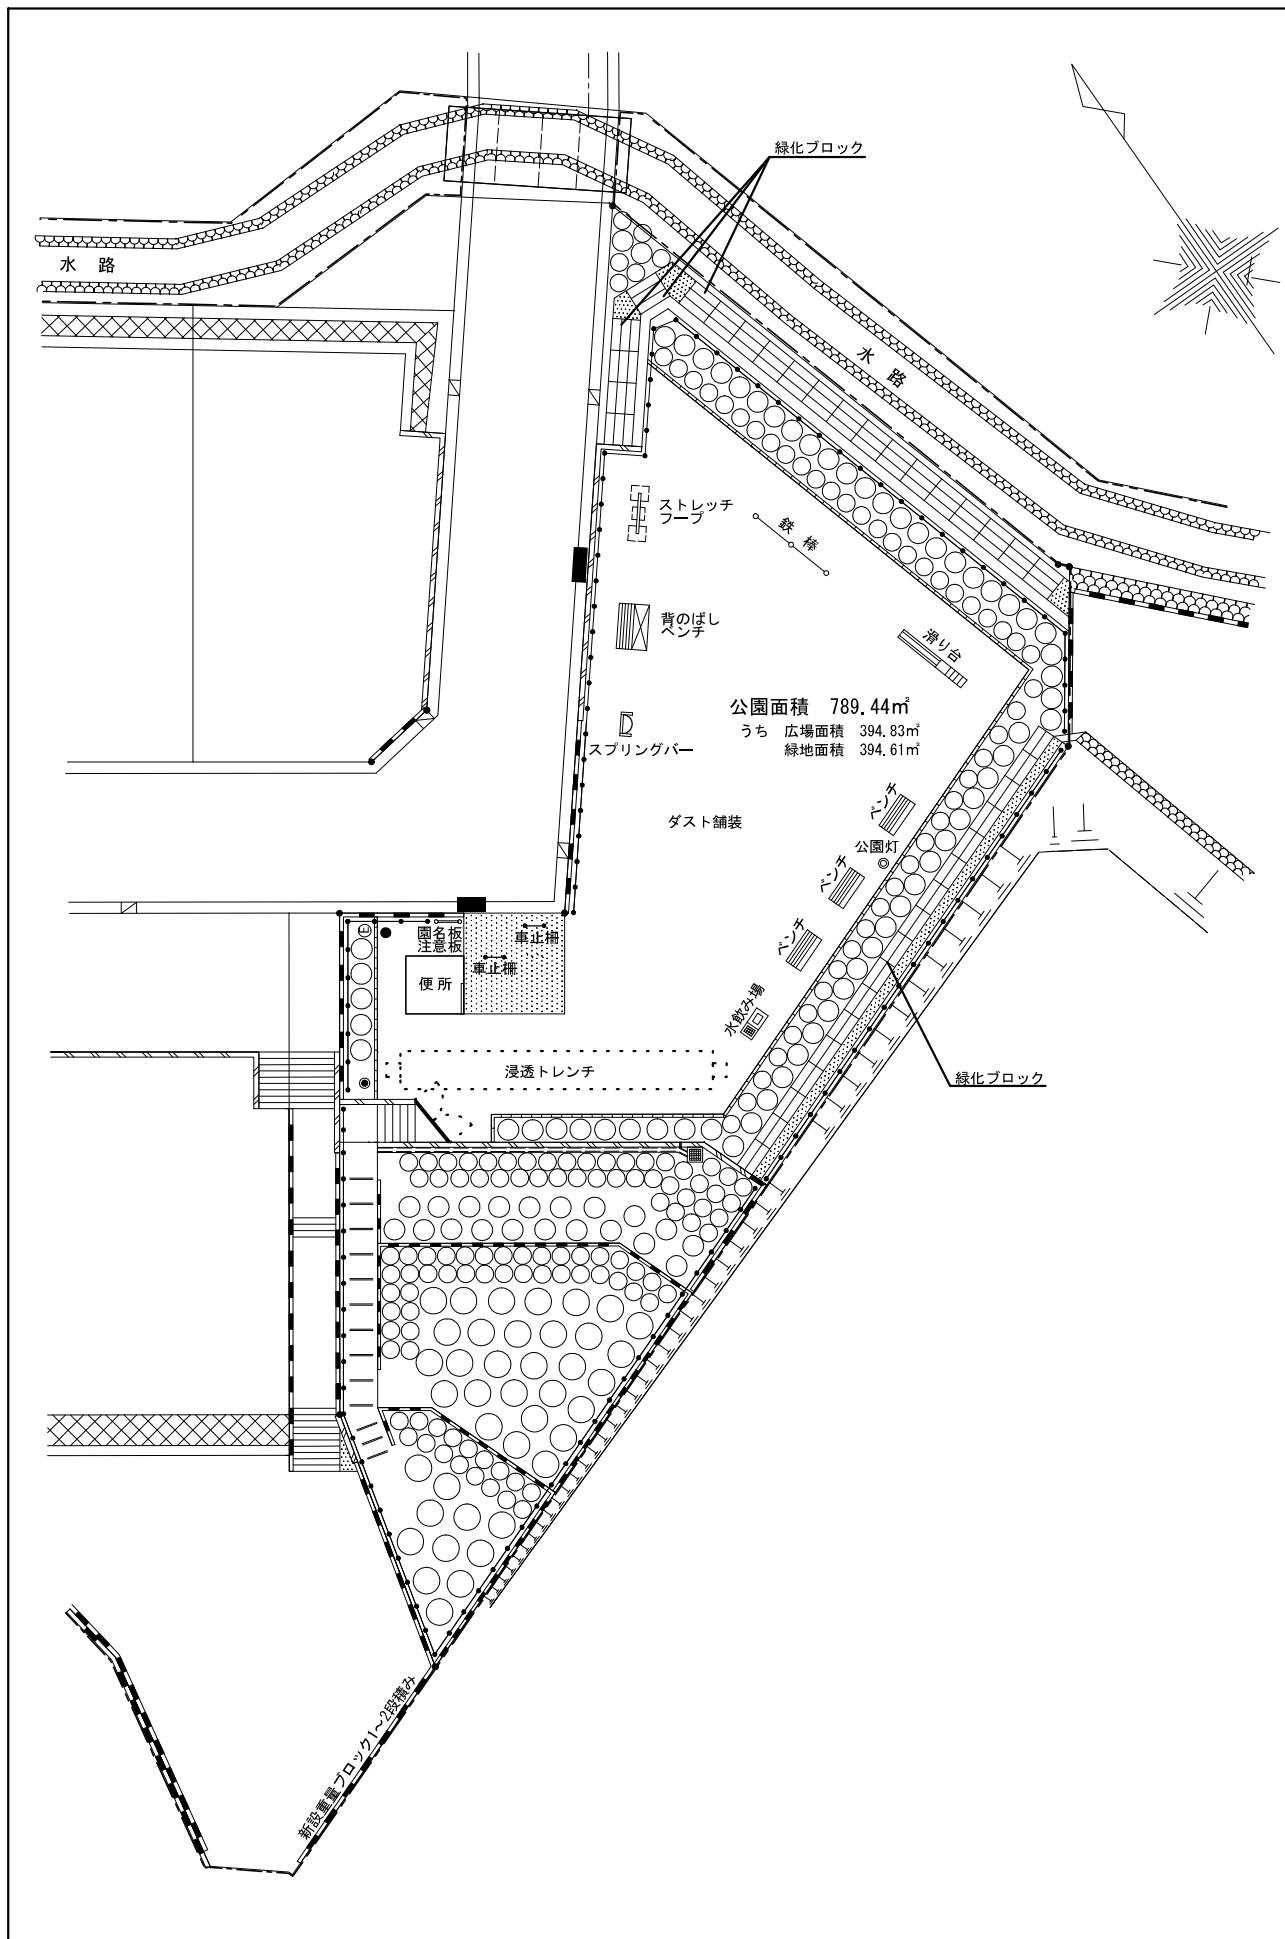 緑化ブロック
水 路
水 路
ストレッチ
フープ
鉄 棒
背のばし
ベンチ
滑り台
公園面積 789.44㎡
うち 広場面積 394.83㎡
緑地面積 394.61㎡
スプリングバー
ベンチ
ダスト舗装
公園灯
ベンチ
ベンチ
園名板
注意板
車止柵
車止柵
便所
水飲み場
浸透トレンチ
緑化ブロック
新設重量ブロック1～2段積み